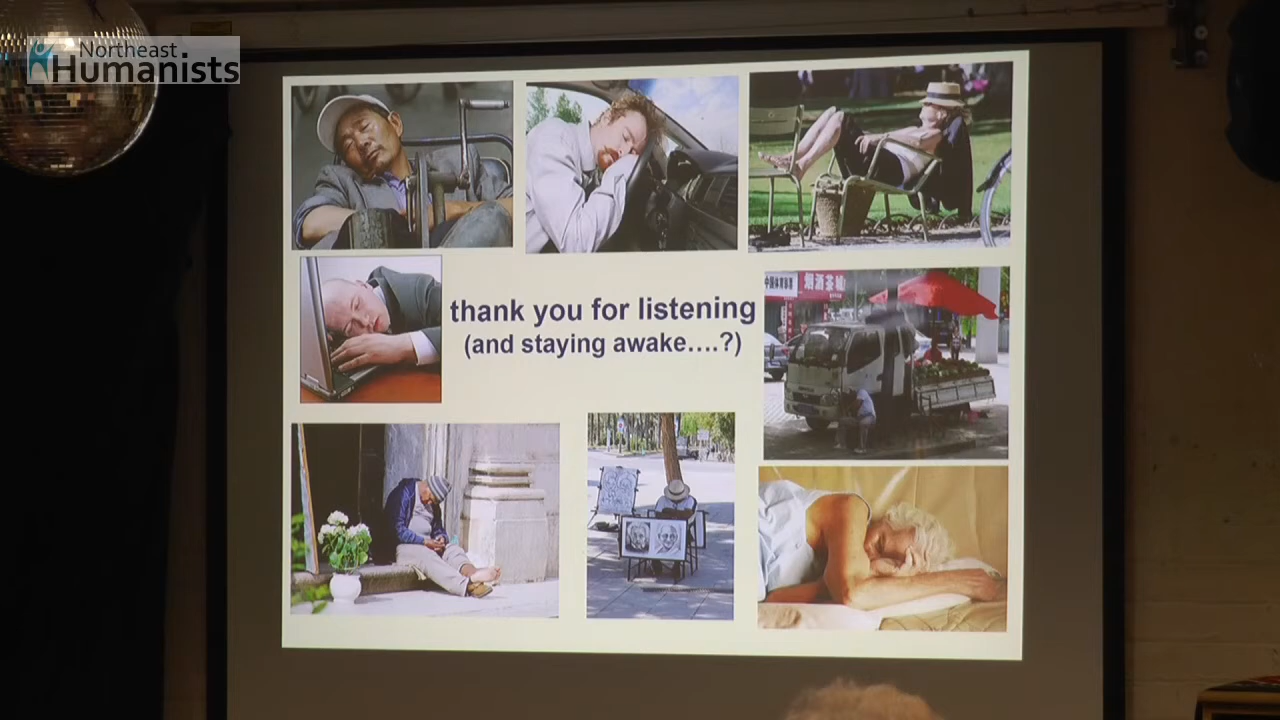 Northeast
Humanists
thank you for listening
(and staying awake....?)